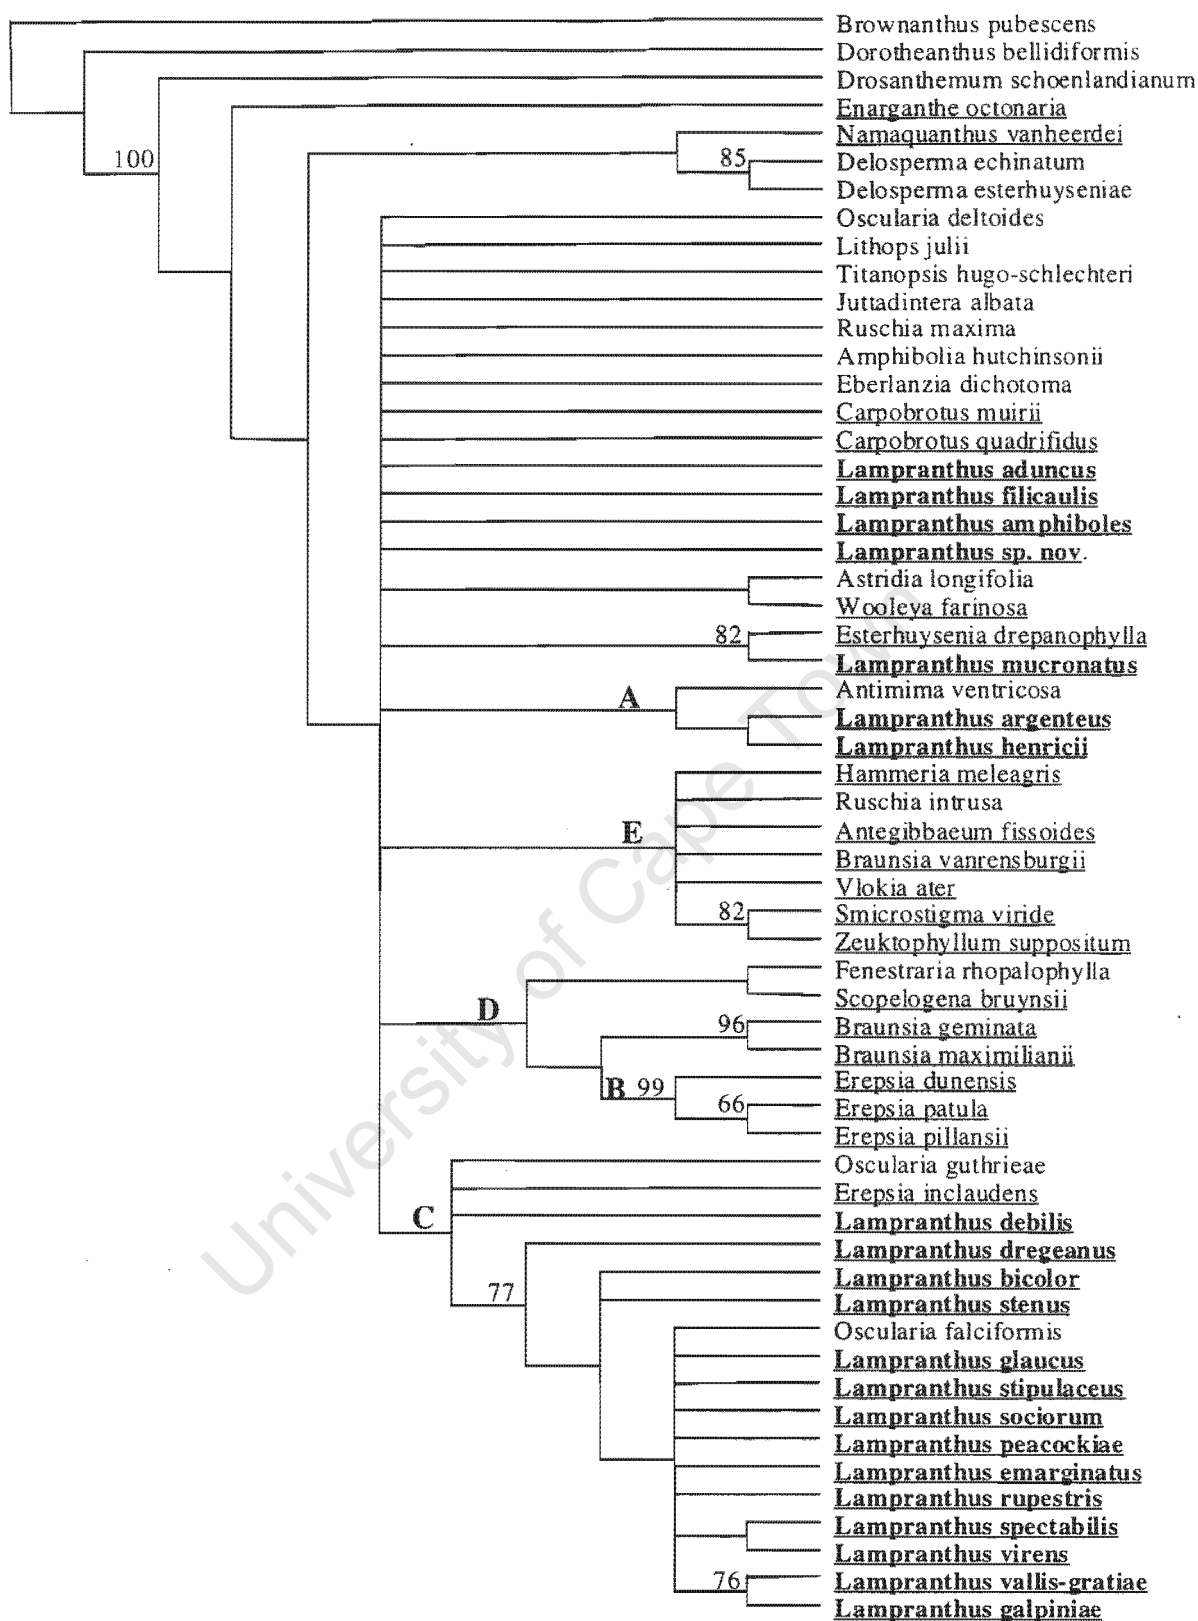 Brownanthus pubescens
Dorotheanthus bellidiformis
Drosanthemum schoenlandianum
Enarganthe octonaria
Namaquanthus vanheerdei
100
85
Delosperma echinatum
Delosperma esterhuyseniae
Oscularia deltoides
Lithops julii
Titanopsis hugo-schlechteri
Juttadintera albata
Ruschia maxima
Amphibolia hutchinsonii
Eberlanzia dichotoma
Carpobrotus muirii
Carpobrotus quadrifidus
Lampranthus aduncus
Lampranthus filicaulis
Lampranthus amphiboles
Lampranthus sp. nov.
Astridia longifolia
Wooleya farinosa
82
Esterhuysenia drepanophylla
Lampranthus mucronatus
A
Antimima ventricosa
Lampranthus argenteus
Lampranthus henricii
Hammeria meleagris
Ruschia intrusa
E
Antegibbaeum fissoides
Braunsia vanrensburgii
Vlokia ater
82
Smicrostigma viride
Zeuktophyllum suppositum
Fenestraria rhopalophylla
Scopelogena bruynsii
D
96
Braunsia geminata
Braunsia maximilianii
B 99
Erepsia dunensis
66
Erepsia patula
Erepsia pillansii
Oscularia guthrieae
Erepsia inclaudens
C
Lampranthus debilis
Lampranthus dregeanus
77
Lampranthus bicolor
Lampranthus stenus
Oscularia falciformis
Lampranthus glaucus
Lampranthus stipulaceus
Lampranthus sociorum
Lampranthus peacockiae
Lampranthus emarginatus
Lampranthus rupestris
Lampranthus spectabilis
Lampranthus virens
76
Lampranthus vallis-gratiae
Lampranthus galpiniae
University of Cape Town